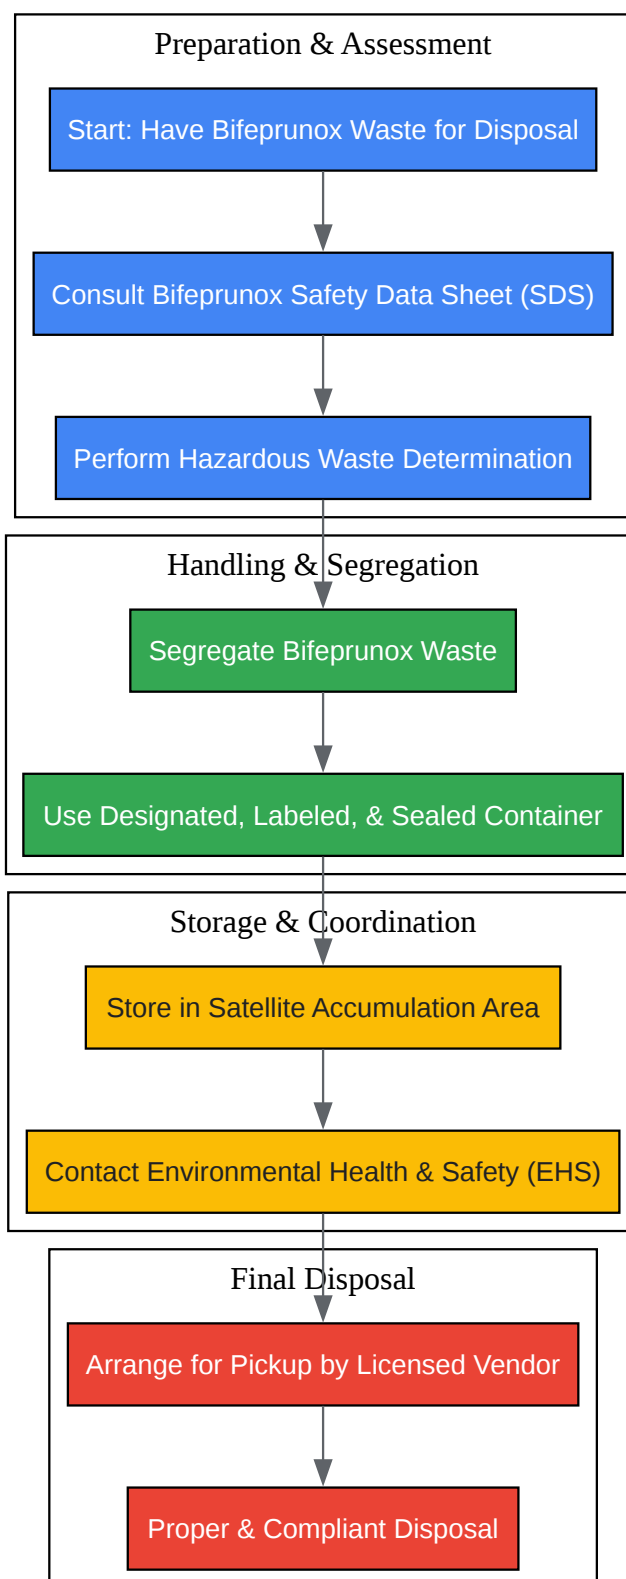 Preparation & Assessment
Start: Have Bifeprunox Waste for Disposal
Consult Bifeprunox Safety Data Sheet (SDS)
Perform Hazardous Waste Determination
Handling & Segregation
Segregate Bifeprunox Waste
Use Designated, Labeled, & Sealed Container
Storage & Coordination
Store in Satellite Accumulation Area
Contact Environmental Health & Safety (EHS)
Final Disposal
Arrange for Pickup by Licensed Vendor
Proper & Compliant Disposal